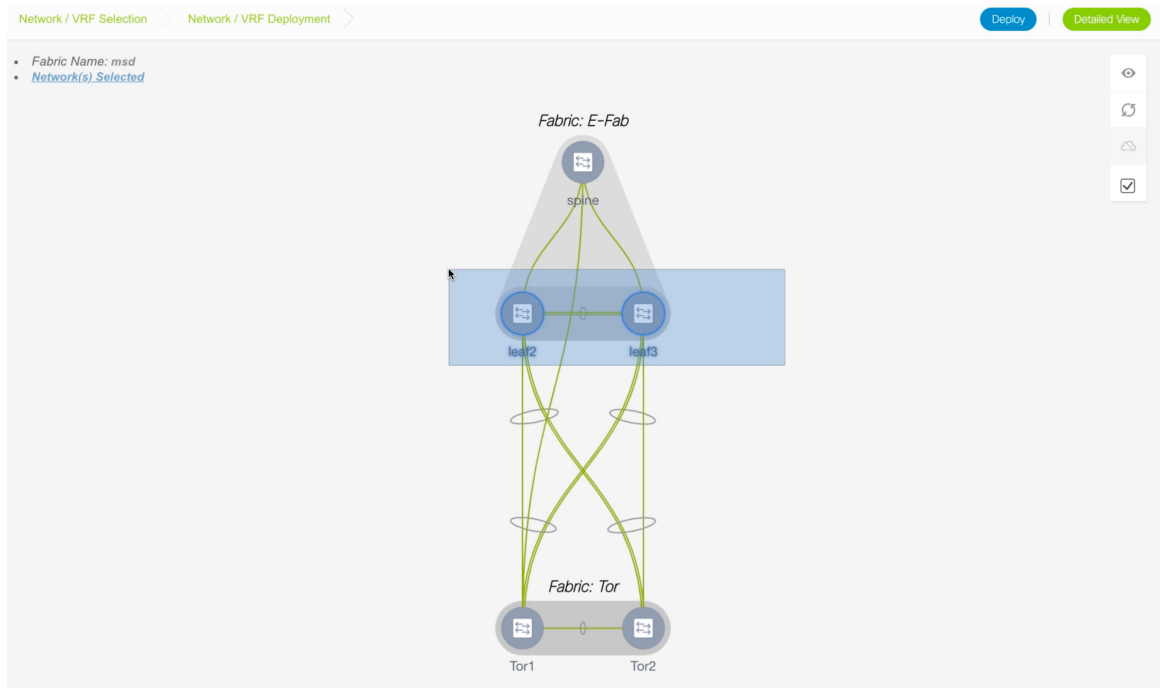 Network / VRF Selection
Network / VRF Deployment
Deploy
Detailed View
• Fabric Name: msd
• Network(s) Selected
Fabric: E-Fab
spine
leaf2
leaf3
Fabric: Tor
Tor1
Tor2